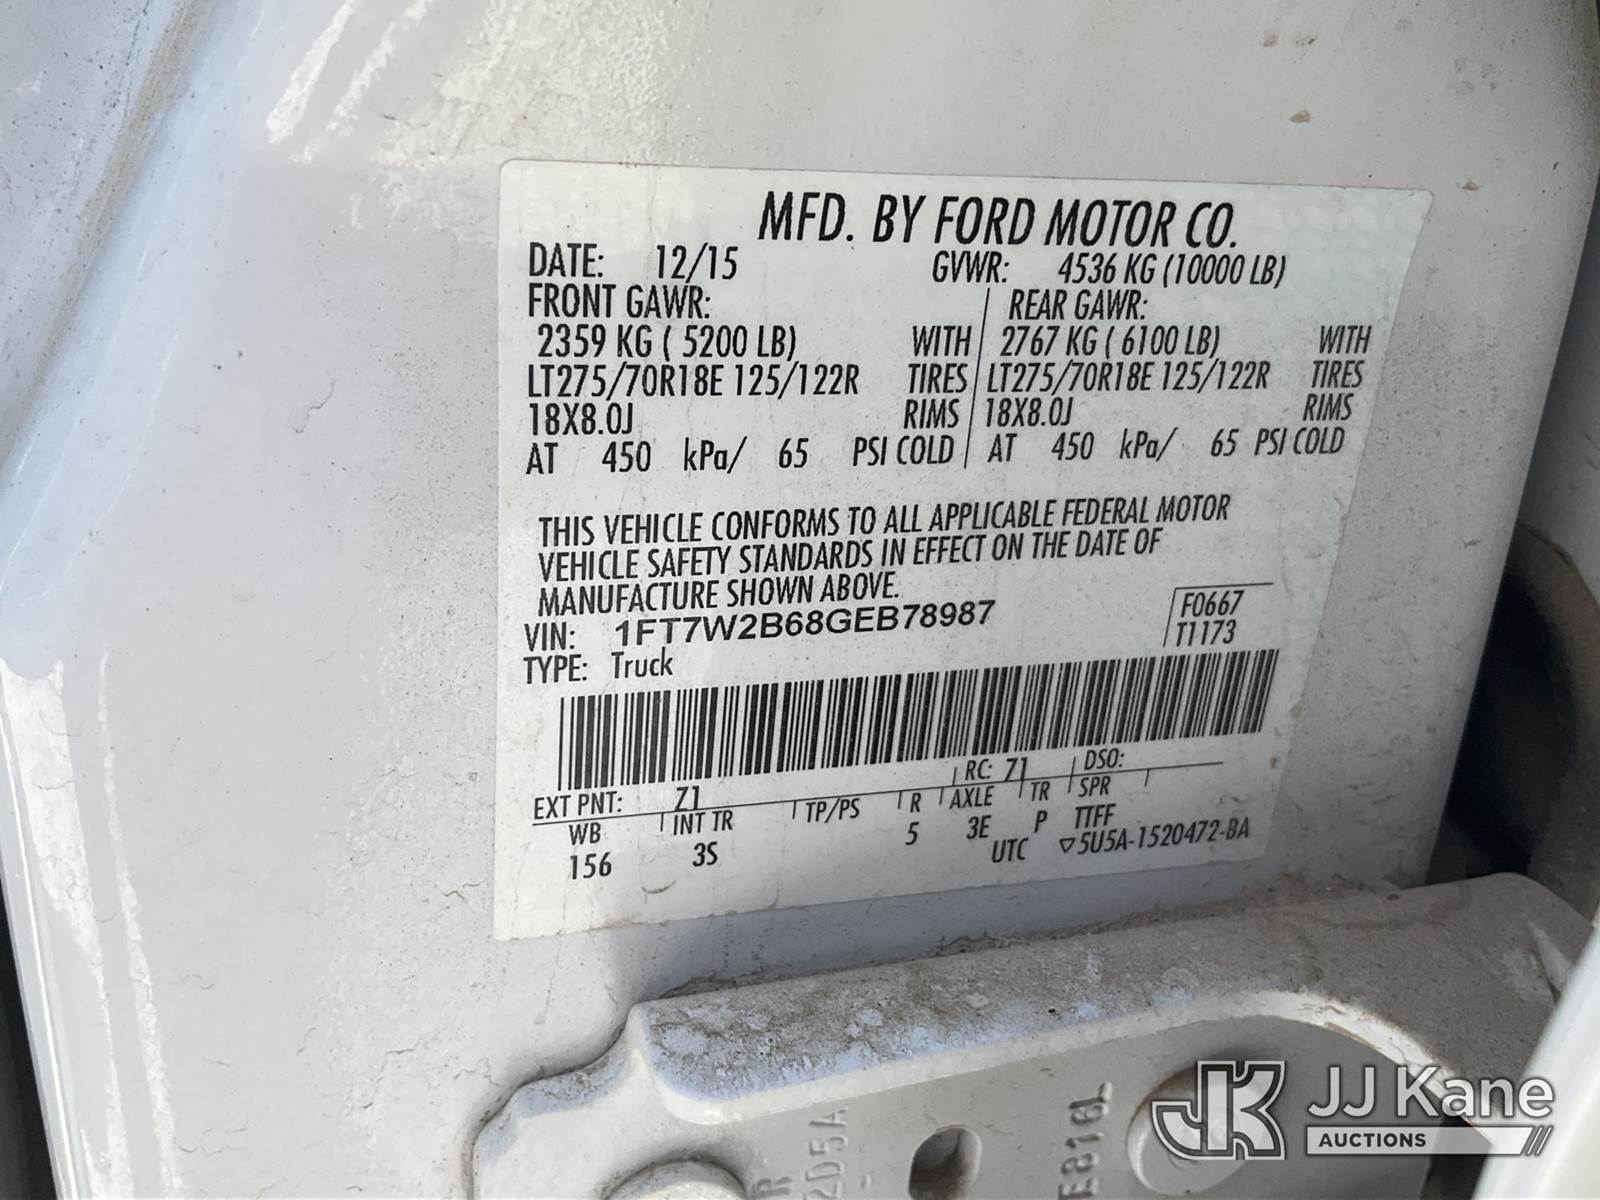 MFD. BY FORD MOTOR CO.
DATE: 12/15 GVWR: 4536 KG (10000 LB)
FRONT GAWR: REAR GAWR:
2359 KG ( 5200 LB) WITH 2767 KG ( 6100 LB) WITH
LT275/70R18E 125/122R TIRES LT275/70R18E 125/122R TIRES
18X8.0J RIMS 18X8.0J RIMS
AT 450 kPa/ 65 PSI COLD AT 450 kPa/ 65 PSI COLD
THIS VEHICLE CONFORMS TO ALL APPLICABLE FEDERAL MOTOR
VEHICLE SAFETY STANDARDS IN EFFECT ON THE DATE OF
MANUFACTURE SHOWN ABOVE.
F0667
VIN: 1FT7W2B68GEB78987
T1173
TYPE: Truck
EXT PNT: Z1 RC: 71 DSO:
WB INT TR TP/PS R AXLE TR SPR
156 3S 5 3E P TTFF
UTC ▽5U5A-1520472-BA
E816L
JK JJ Kane
AUCTIONS